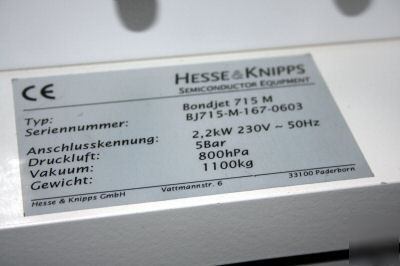 CE
HESSE & KNIPPS
SEMICONDUCTOR EQUIPMENT
Typ: Bondjet 715 M
Seriennummer: BJ715-M-167-0603
Anschlusskennung: 2,2kW 230V ~ 50Hz
Druckluft: 5Bar
Vakuum: 800hPa
Gewicht: 1100kg
Hesse & Knipps GmbH Vattmannstr. 6 33100 Paderborn